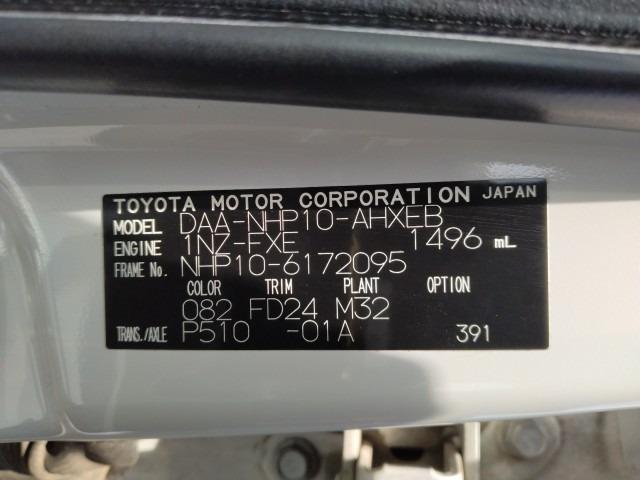 TOYOTA MOTOR CORPORATION JAPAN
MODEL DAA-NHP10-AHXEB
ENGINE 1NZ-FXE 1496 mL
FRAME No. NHP10-6172095
COLOR TRIM PLANT OPTION
082 FD24 M32
TRANS./AXLE P510 -01A 391